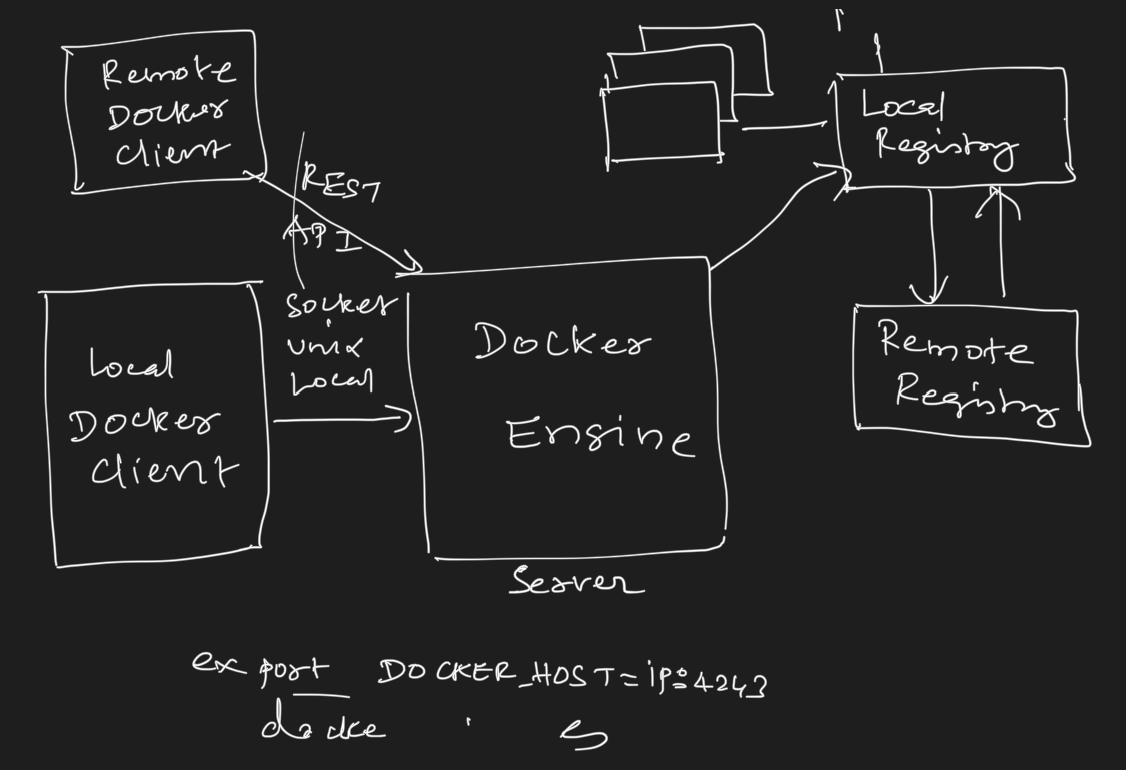 Remote
Docker
Client
REST
API
Socket
unix
Local
Local
Docker
Client
Docker
Engine
Server
Local
Registry
Remote
Registry
export DOCKER_HOST=ip:4243
docke